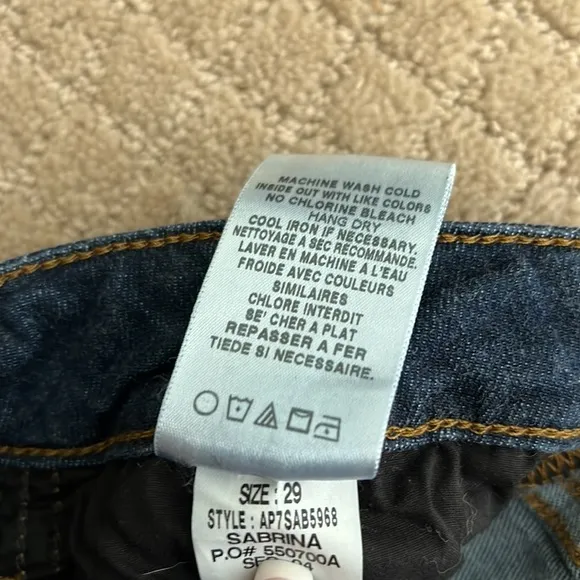 MACHINE WASH COLD
INSIDE OUT WITH LIKE COLORS
NO CHLORINE BLEACH
HANG DRY
COOL IRON IF NECESSARY.
NETTOYAGE A SEC RECOMMANDE.
LAVER EN MACHINE À L'EAU
FROIDE AVEC COULEURS
SIMILAIRES
CHLORE INTERDIT
SE' CHER A PLAT
REPASSER A FER
TIEDE SI NECESSAIRE.
SIZE : 29
STYLE : AP7SAB5968
SABRINA
P.O# 550700A